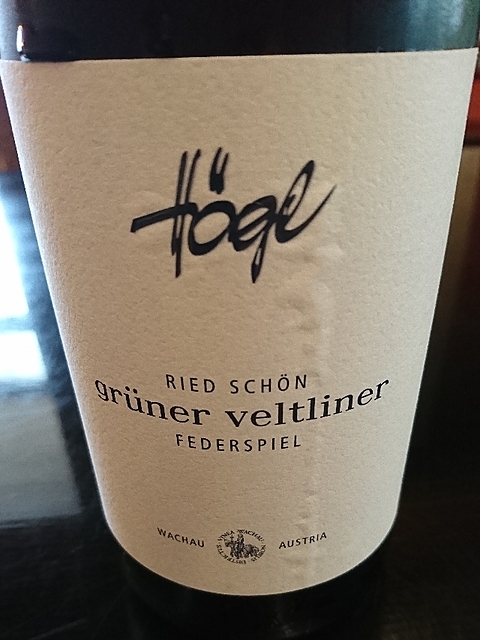 Högl
RIED SCHÖN
grüner veltliner
FEDERSPIEL
WACHAU AUSTRIA